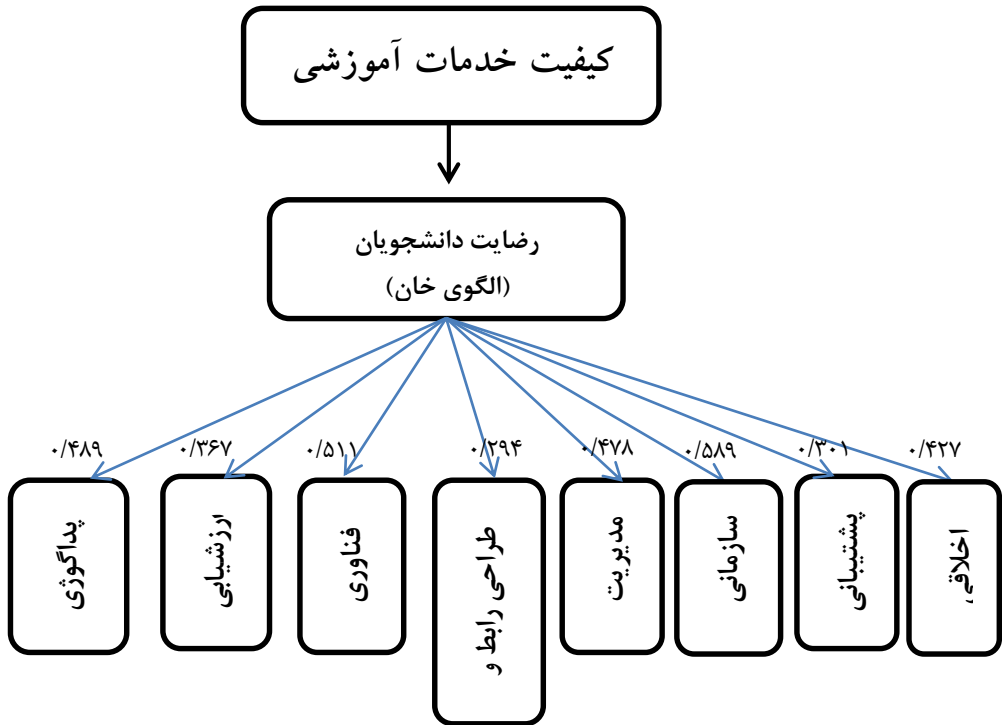 کیفیت خدمات آموزشی
رضایت دانشجویان
(الگوی خان)
۰/۴۲۷
۰/۳۰۱
۰/۵۸۹
۰/۴۷۸
۰/۲۹۴
۰/۵۱۱
۰/۳۶۷
۰/۴۸۹
اخلاقی،
پشتیبانی
سازمانی
مدیریت
طراحی رابط و
فناوری
ارزشیابی
پداگوژی